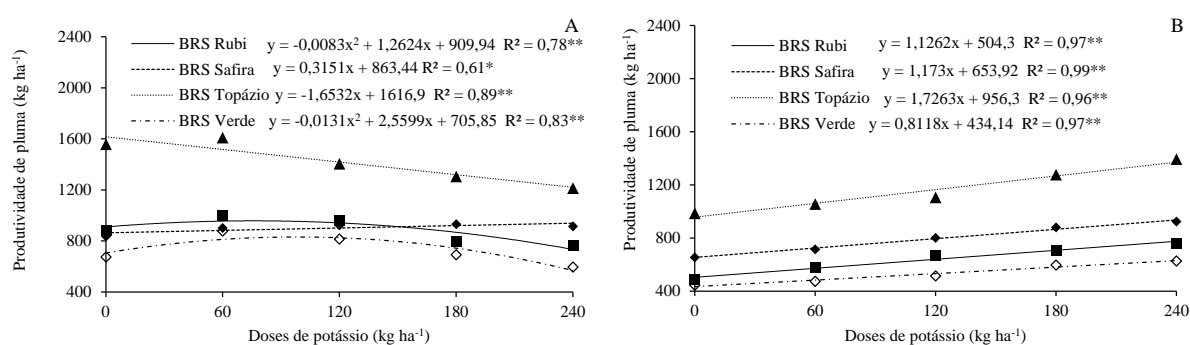 A
2400
2000
1600
1200
800
400
0 60 120 180 240
Produtividade de pluma (kg ha-1)
Doses de potássio (kg ha-1)
BRS Rubi y = -0,0083x2 + 1,2624x + 909,94 R² = 0,78**
BRS Safira y = 0,3151x + 863,44 R² = 0,61*
BRS Topázio y = -1,6532x + 1616,9 R² = 0,89**
BRS Verde y = -0,0131x2 + 2,5599x + 705,85 R² = 0,83**
B
2400
2000
1600
1200
800
400
0 60 120 180 240
Produtividade de pluma (kg ha-1)
Doses de potássio (kg ha-1)
BRS Rubi y = 1,1262x + 504,3 R² = 0,97**
BRS Safira y = 1,173x + 653,92 R² = 0,99**
BRS Topázio y = 1,7263x + 956,3 R² = 0,96**
BRS Verde y = 0,8118x + 434,14 R² = 0,97**